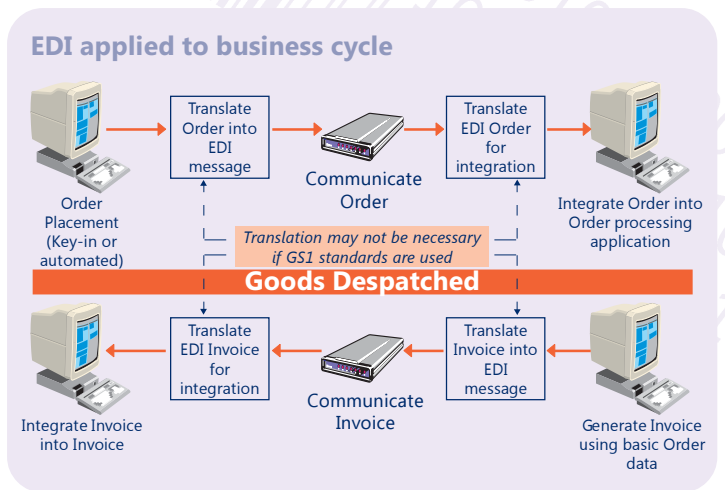 EDI applied to business cycle
Translate
Order into
EDI
message
Translate
EDI Order
for
integration
Communicate
Order
Order
Placement
(Key-in or
automated)
Integrate Order into
Order processing
application
Translation may not be necessary
if GS1 standards are used
Goods Despatched
Translate
EDI Invoice
for
integration
Translate
Invoice into
EDI
message
Communicate
Invoice
Integrate Invoice
into Invoice
Generate Invoice
using basic Order
data